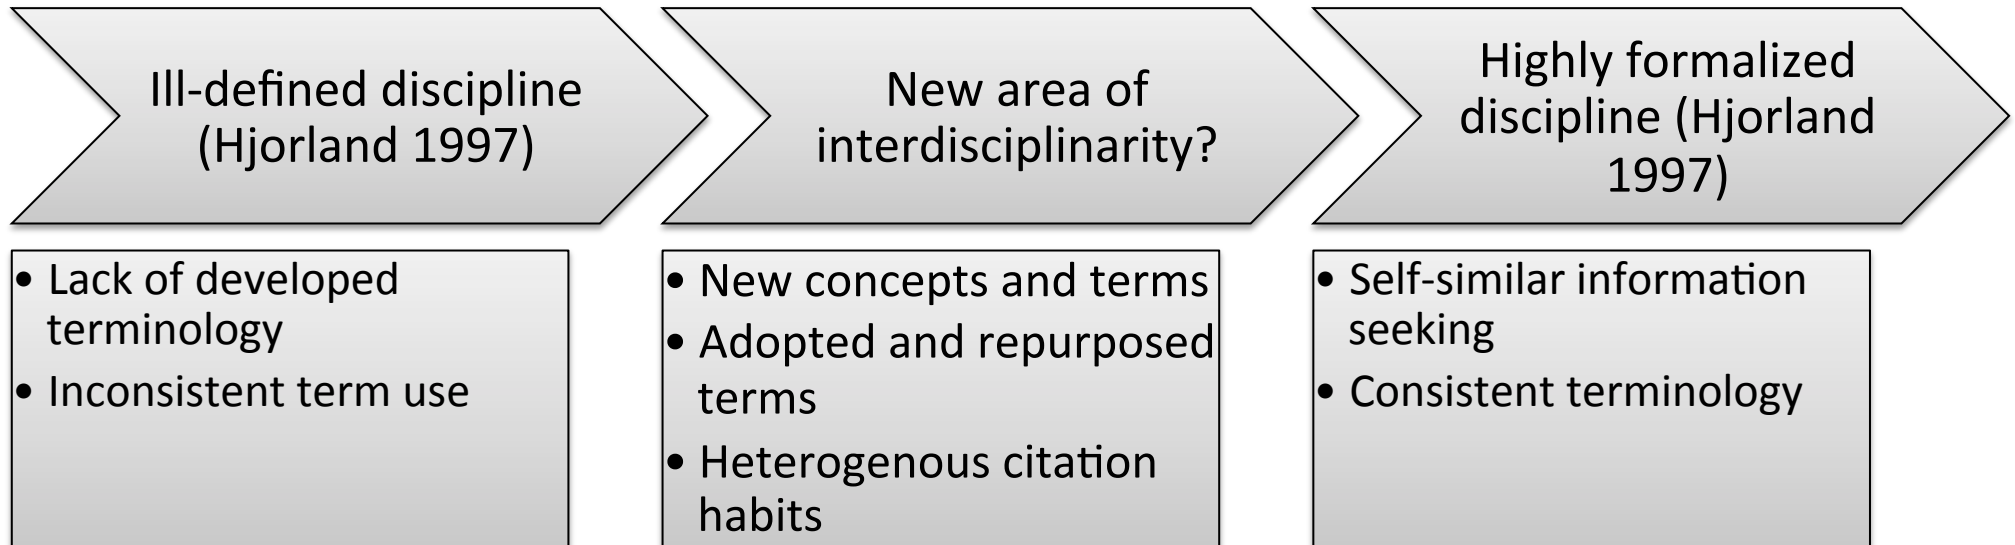 Ill-defined discipline
(Hjorland 1997)
• Lack of developed
terminology
• Inconsistent term use
New area of
interdisciplinarity?
• New concepts and terms
• Adopted and repurposed
terms
• Heterogenous citation
habits
Highly formalized
discipline (Hjorland
1997)
• Self-similar information
seeking
• Consistent terminology